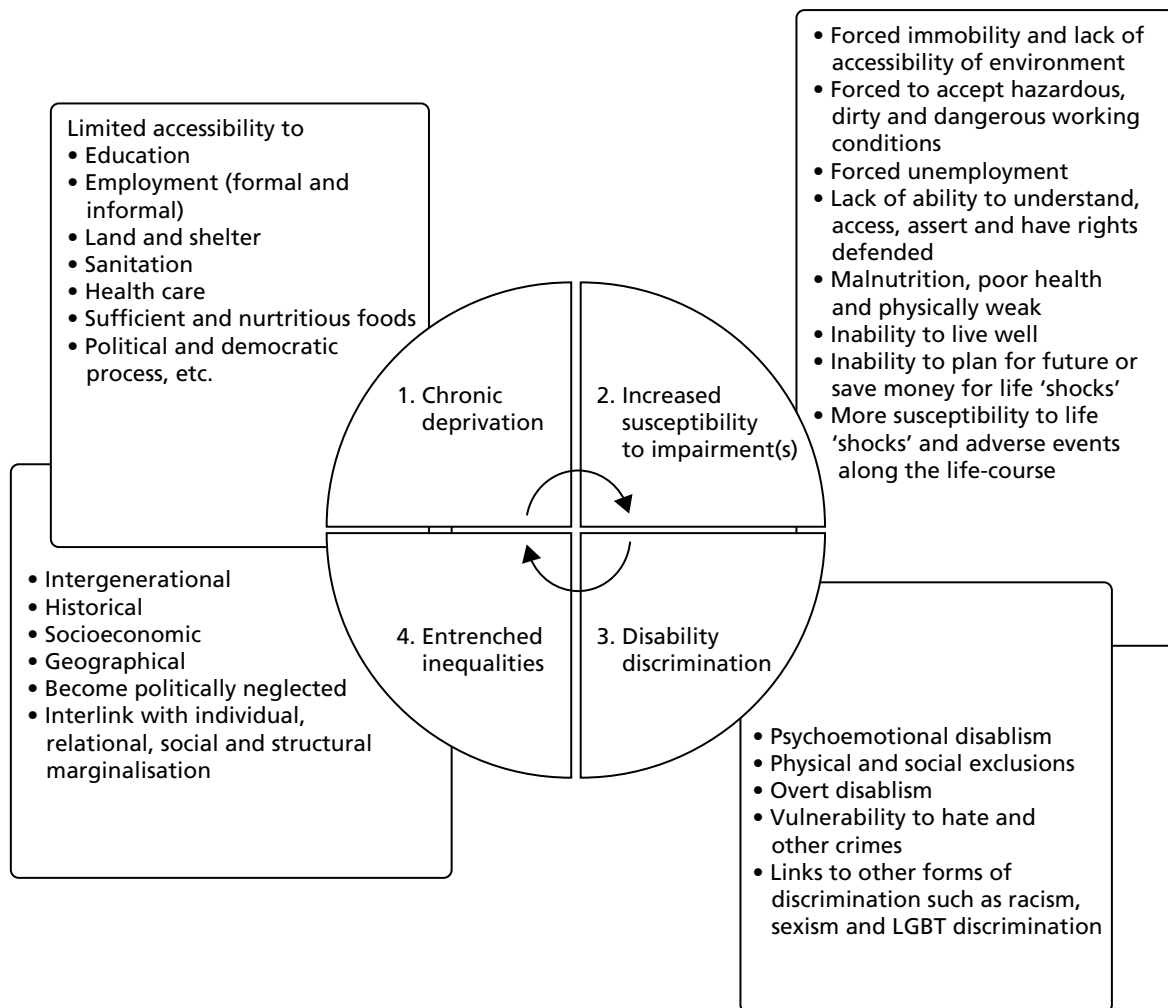 Limited accessibility to
• Education
• Employment (formal and
informal)
• Land and shelter
• Sanitation
• Health care
• Sufficient and nurtritious foods
• Political and democratic
process, etc.
• Forced immobility and lack of
accessibility of environment
• Forced to accept hazardous,
dirty and dangerous working
conditions
• Forced unemployment
• Lack of ability to understand,
access, assert and have rights
defended
• Malnutrition, poor health
and physically weak
• Inability to live well
• Inability to plan for future or
save money for life ‘shocks’
• More susceptibility to life
‘shocks’ and adverse events
along the life-course
1. Chronic
deprivation
2. Increased
susceptibility
to impairment(s)
3. Disability
discrimination
4. Entrenched
inequalities
• Intergenerational
• Historical
• Socioeconomic
• Geographical
• Become politically neglected
• Interlink with individual,
relational, social and structural
marginalisation
• Psychoemotional disablism
• Physical and social exclusions
• Overt disablism
• Vulnerability to hate and
other crimes
• Links to other forms of
discrimination such as racism,
sexism and LGBT discrimination